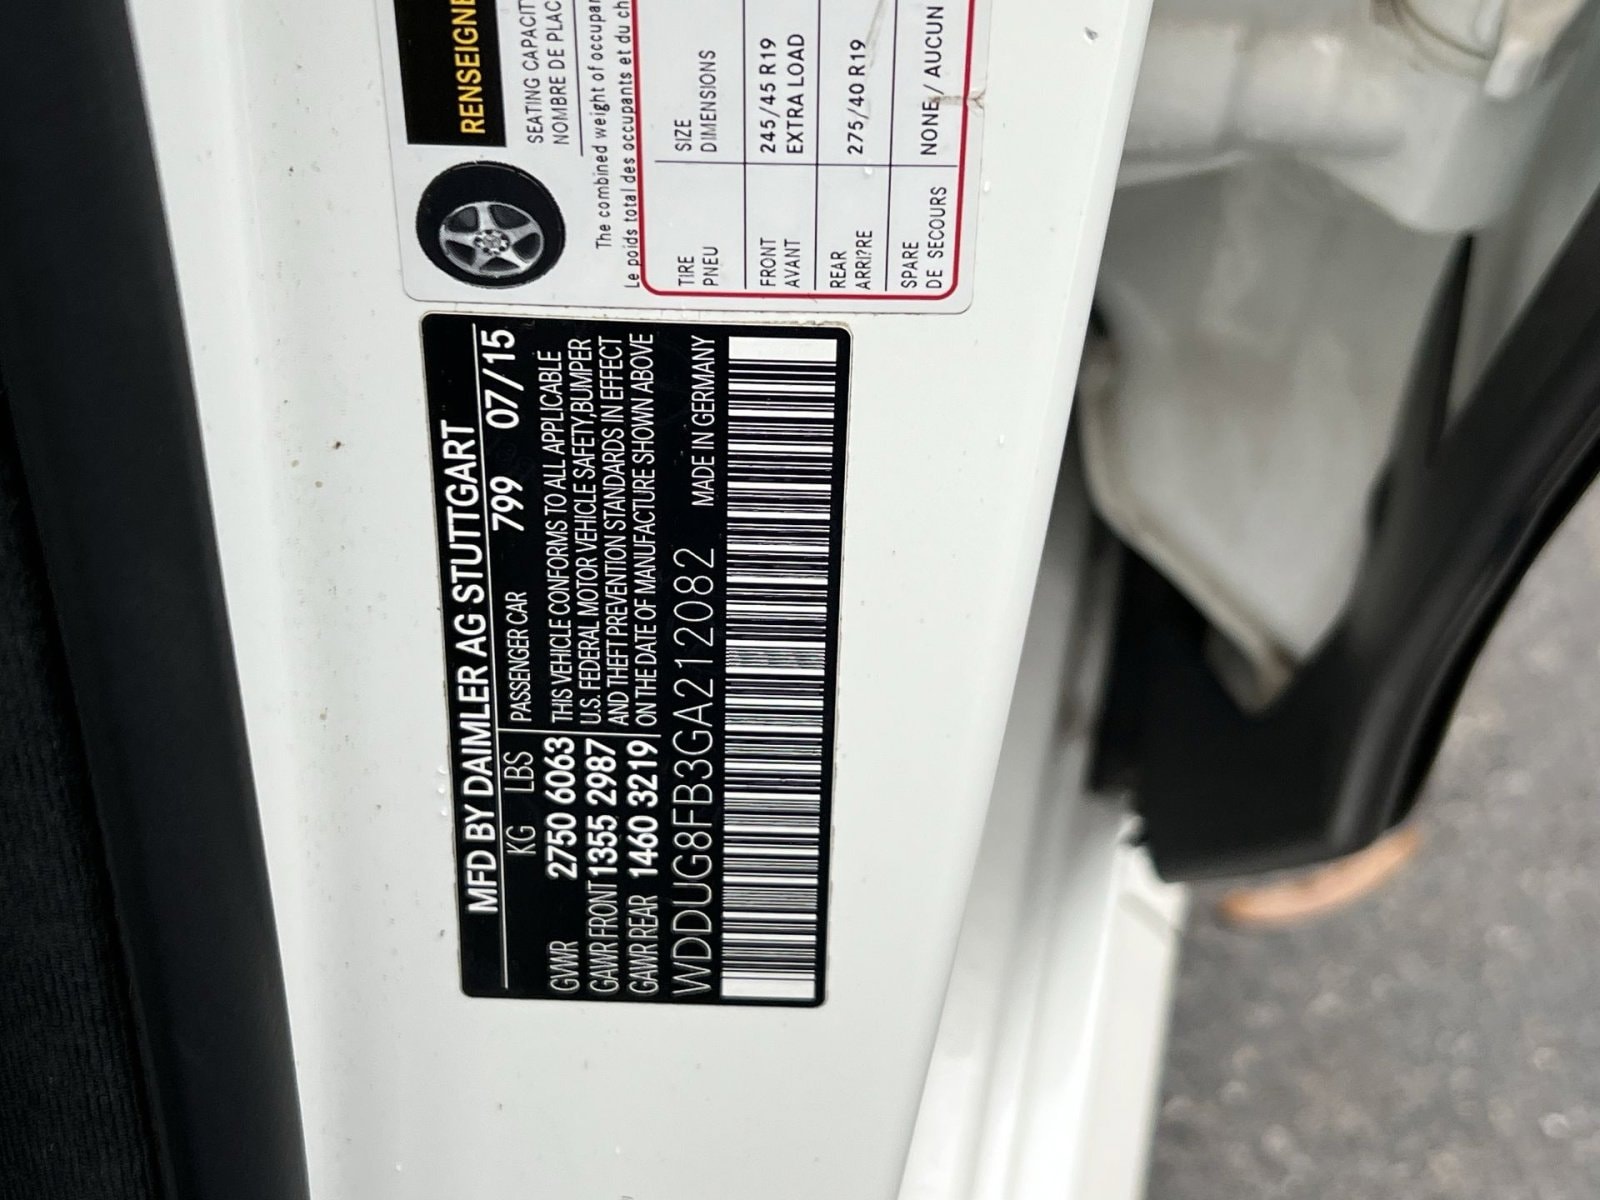 RENSEIGNE
SEATING CAPACIT
NOMBRE DE PLAC
The combined weight of occupan
Le poids total des occupants et du ch
TIRE SIZE
PNEU DIMENSIONS
FRONT 245/45 R19
AVANT EXTRA LOAD
REAR 275/40 R19
ARRI?RE
SPARE NONE / AUCUN
DE SECOURS
MFD BY DAIMLER AG STUTTGART
KG LBS PASSENGER CAR 799 07/15
GVWR 2750 6063 THIS VEHICLE CONFORMS TO ALL APPLICABLE
GAWR FRONT 1355 2987 U.S. FEDERAL MOTOR VEHICLE SAFETY,BUMPER
GAWR REAR 1460 3219 AND THEFT PREVENTION STANDARDS IN EFFECT
ON THE DATE OF MANUFACTURE SHOWN ABOVE
WDDUG8FB3GA212082 MADE IN GERMANY